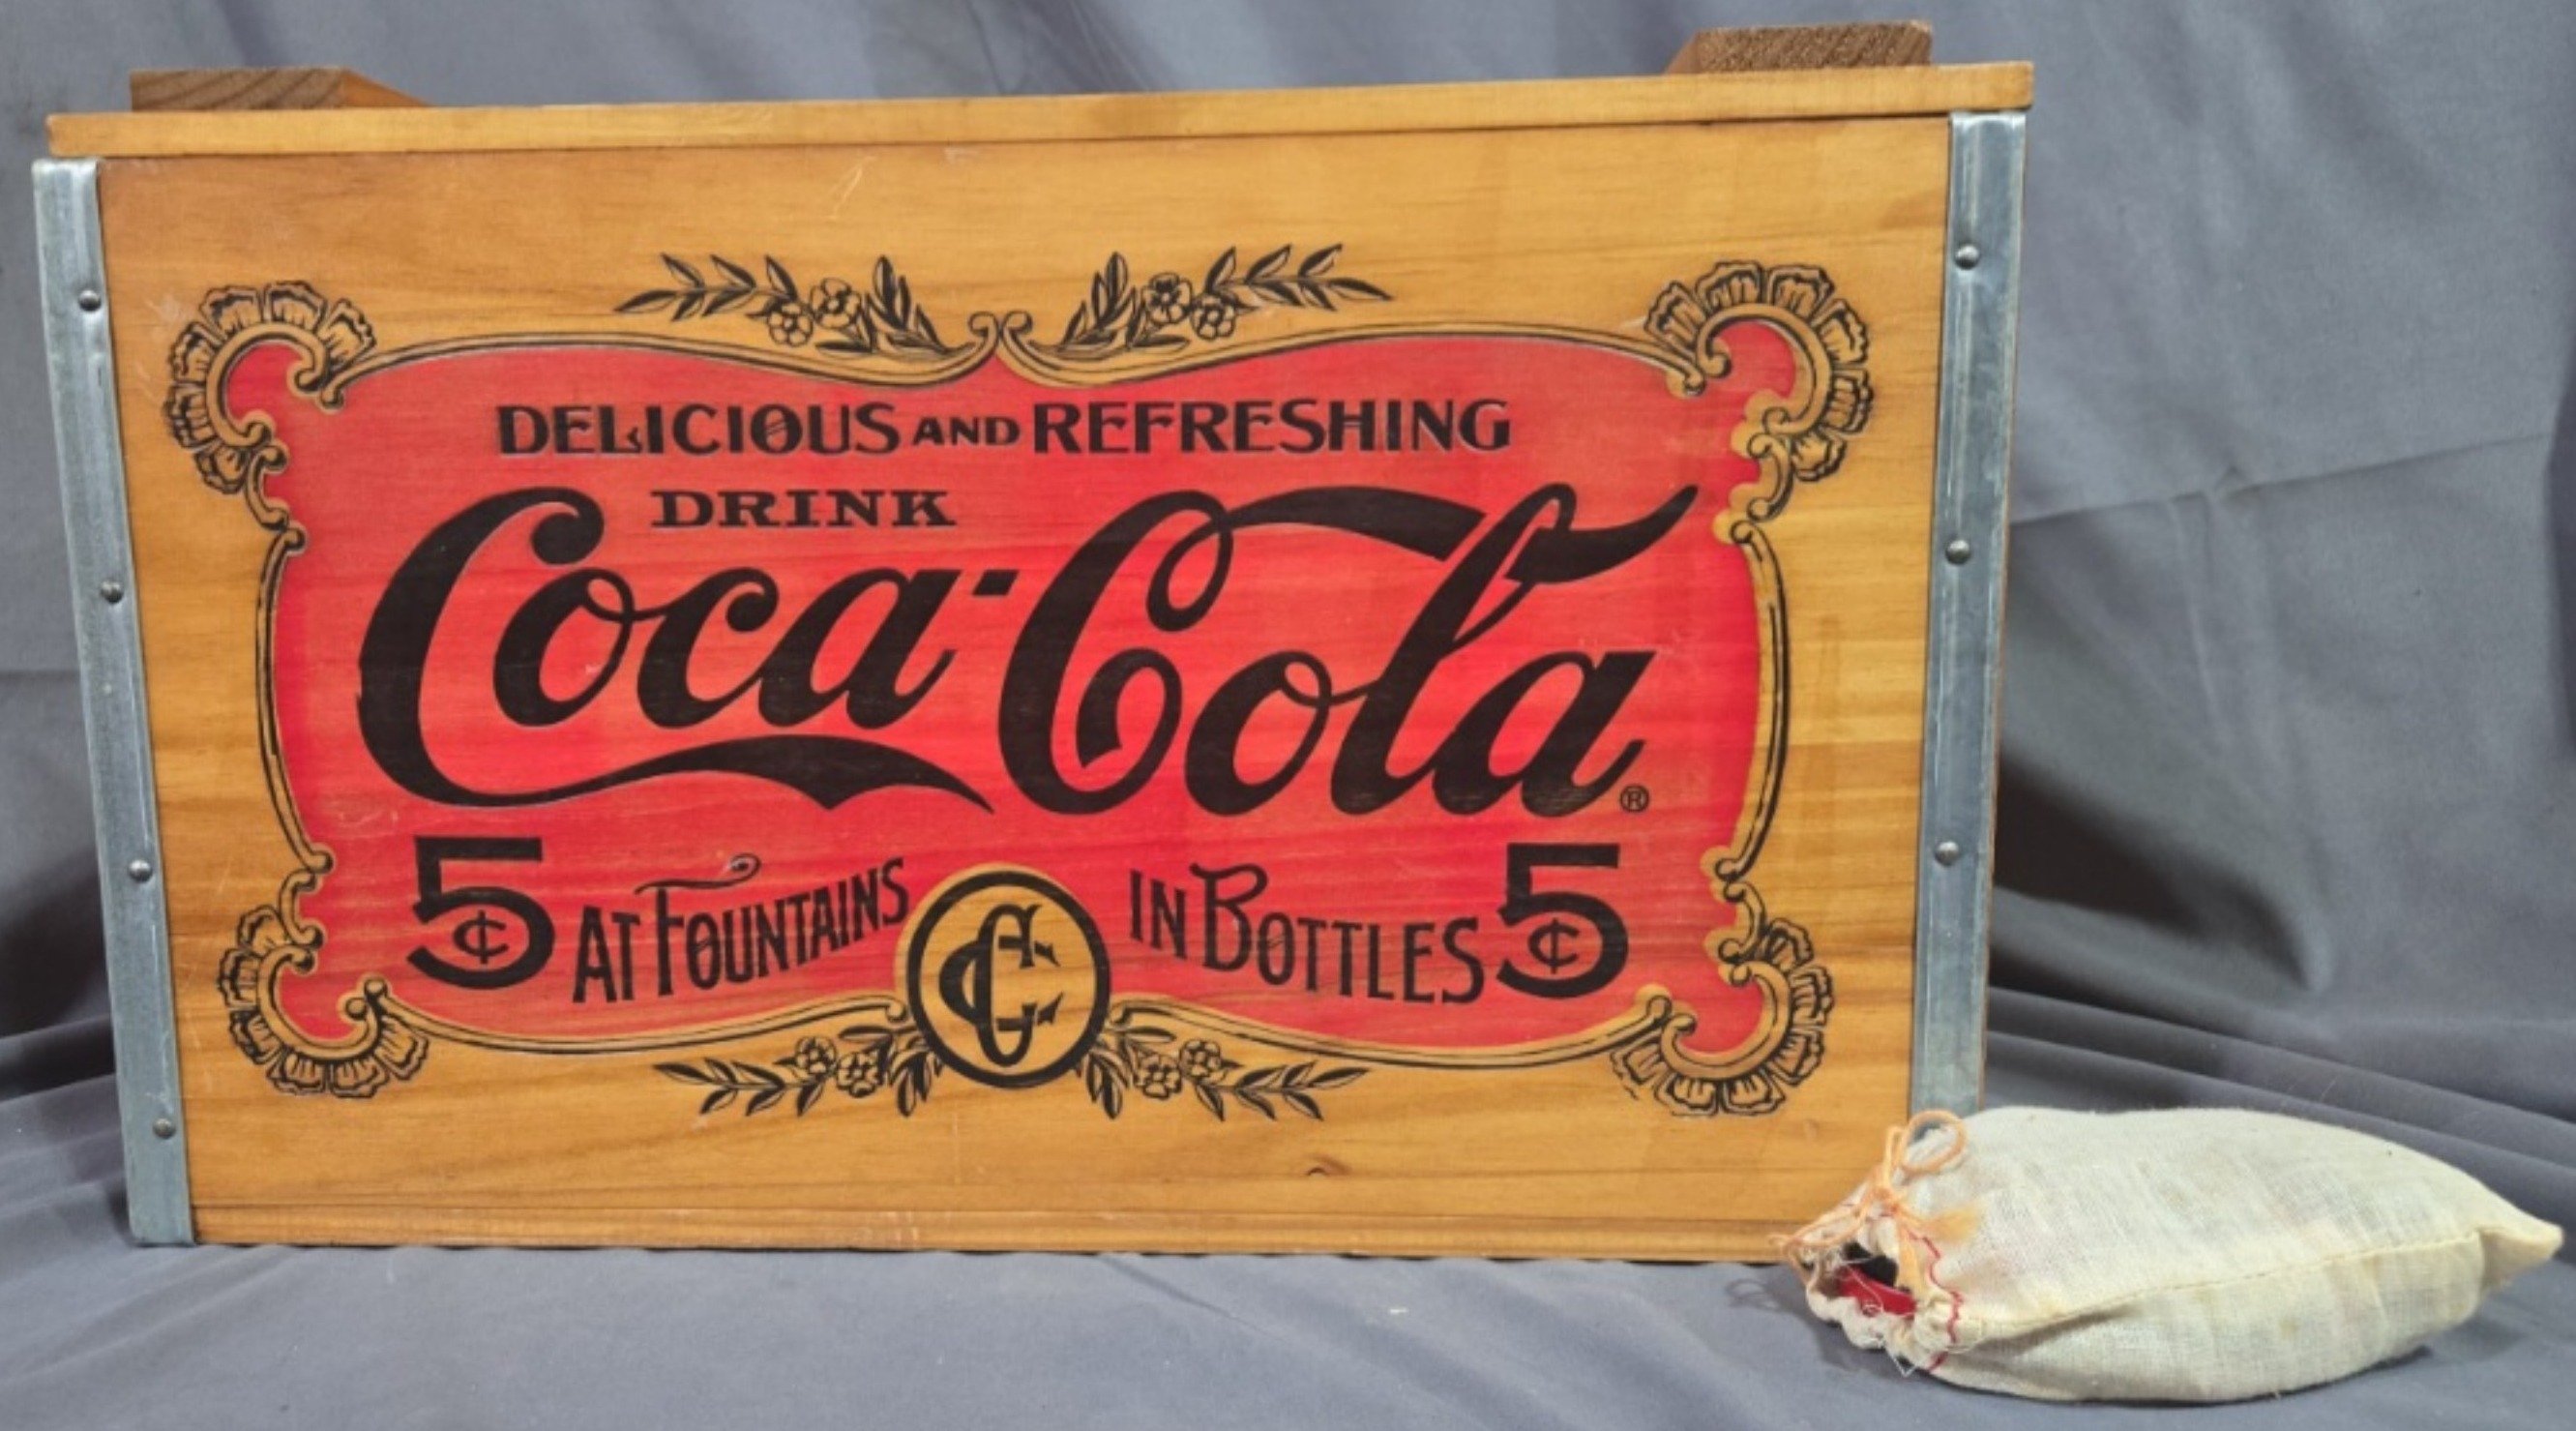 DELICIOUS AND REFRESHING
DRINK
Coca-Cola®
5¢ AT FOUNTAINS CC IN BOTTLES 5¢